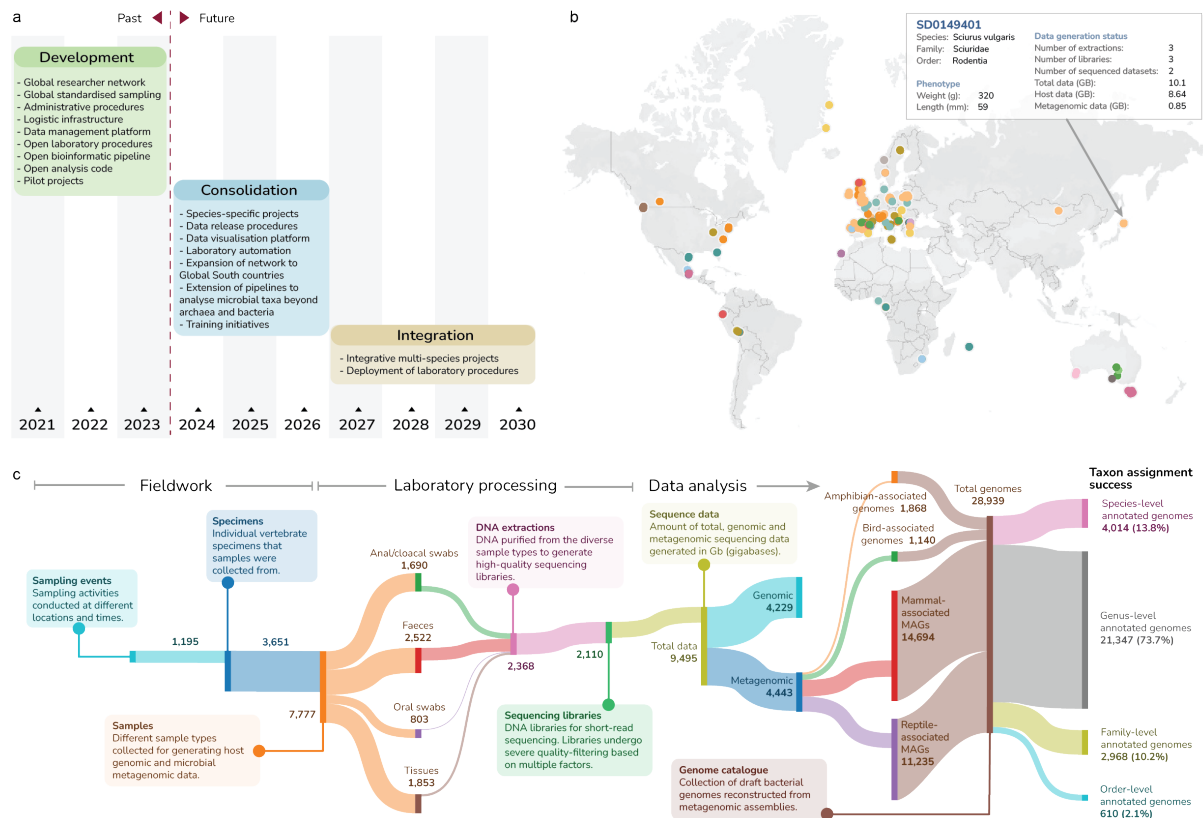 a
Past
Future
Development
- Global researcher network
- Global standardised sampling
- Administrative procedures
- Logistic infrastructure
- Data management platform
- Open laboratory procedures
- Open bioinformatic pipeline
- Open analysis code
- Pilot projects
Consolidation
- Species-specific projects
- Data release procedures
- Data visualisation platform
- Laboratory automation
- Expansion of network to
Global South countries
- Extension of pipelines to
analyse microbial taxa beyond
archaea and bacteria
- Training initiatives
Integration
- Integrative multi-species projects
- Deployment of laboratory procedures
2021 2022 2023 2024 2025 2026 2027 2028 2029 2030
b
SD0149401
Species: Sciurus vulgaris
Family: Sciuridae
Order: Rodentia
Phenotype
Weight (g): 320
Length (mm): 59
Data generation status
Number of extractions: 3
Number of libraries: 3
Number of sequenced datasets: 2
Total data (GB): 10.1
Host data (GB): 8.64
Metagenomic data (GB): 0.85
c
Fieldwork
Laboratory processing
Data analysis
Sampling events
Sampling activities
conducted at different
locations and times.
1,195
Specimens
Individual vertebrate
specimens that
samples were
collected from.
3,651
Samples
Different sample types
collected for generating host
genomic and microbial
metagenomic data.
7,777
Anal/cloacal swabs
1,690
Faeces
2,522
Oral swabs
803
Tissues
1,853
DNA extractions
DNA purified from the diverse
sample types to generate
high-quality sequencing
libraries.
2,368
2,110
Sequencing libraries
DNA libraries for short-read
sequencing. Libraries undergo
severe quality-filtering based
on multiple factors.
Sequence data
Amount of total, genomic and
metagenomic sequencing data
generated in Gb (gigabases).
Total data
9,495
Genomic
4,229
Metagenomic
4,443
Amphibian-associated
genomes 1,868
Bird-associated
genomes 1,140
Mammal-
associated
MAGs
14,694
Reptile-
associated
MAGs
11,235
Total genomes
28,939
Genome catalogue
Collection of draft bacterial
genomes reconstructed from
metagenomic assemblies.
Taxon assignment
success
Species-level
annotated genomes
4,014 (13.8%)
Genus-level
annotated genomes
21,347 (73.7%)
Family-level
annotated genomes
2,968 (10.2%)
Order-level
annotated genomes
610 (2.1%)